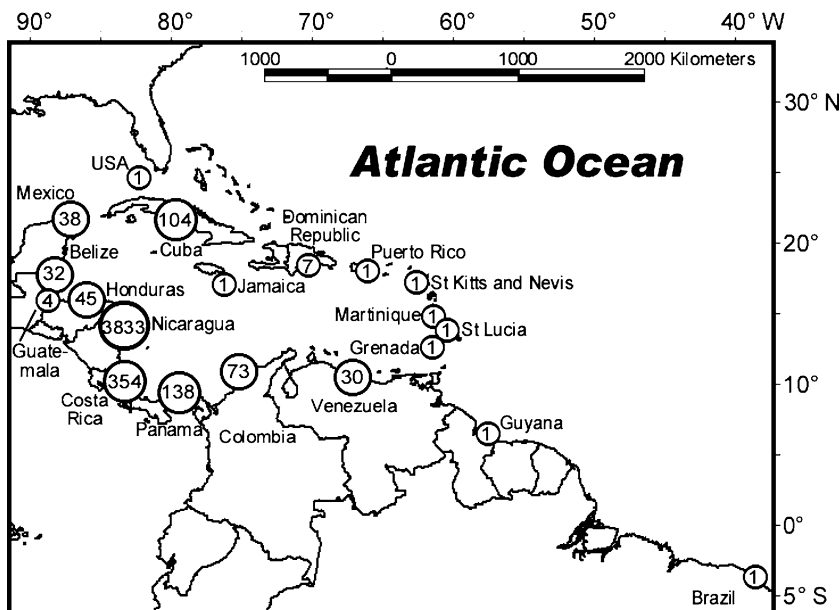 90° 80° 70° 60° 50° 40° W
1000 0 1000 2000 Kilometers
30° N
Atlantic Ocean
USA
1
Mexico
38
104
Cuba
Dominican
Republic
7
Puerto Rico
1
20°
Belize
32
1
Jamaica
1
St Kitts and Nevis
Honduras
45
4
Martinique
1
Nicaragua
3833
1
St Lucia
Guate-
mala
Grenada
1
354
Costa
Rica
138
Panama
73
Colombia
30
Venezuela
10°
1
Guyana
0°
1
Brazil
5° S